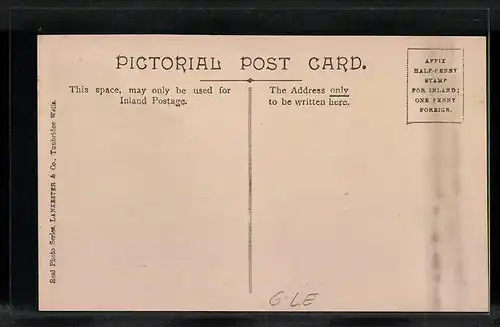 PICTORIAL POST CARD.
This space, may only be used for
Inland Postage.
The Address only
to be written here.
AFFIX
HALF-PENNY
STAMP
FOR INLAND;
ONE PENNY
FOREIGN.
Real Photo Series, LANKESTER & Co., Tunbridge Wells.
G-LE